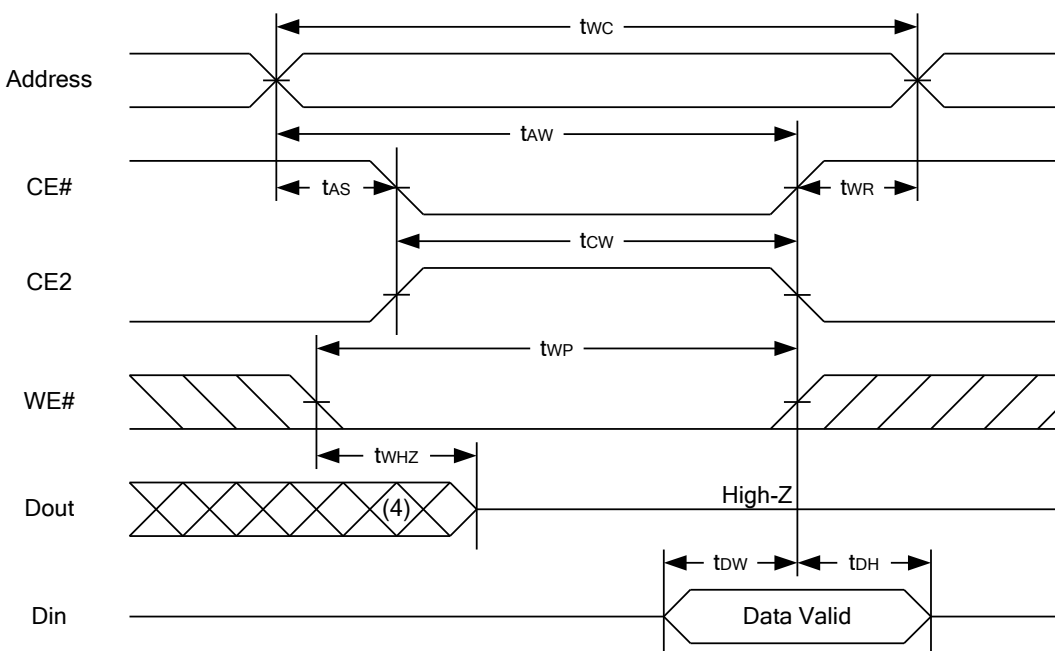 tWC
Address
tAW
CE#
tAS
tWR
tCW
CE2
tWP
WE#
tWHZ
Dout
(4)
High-Z
tDW
tDH
Din
Data Valid